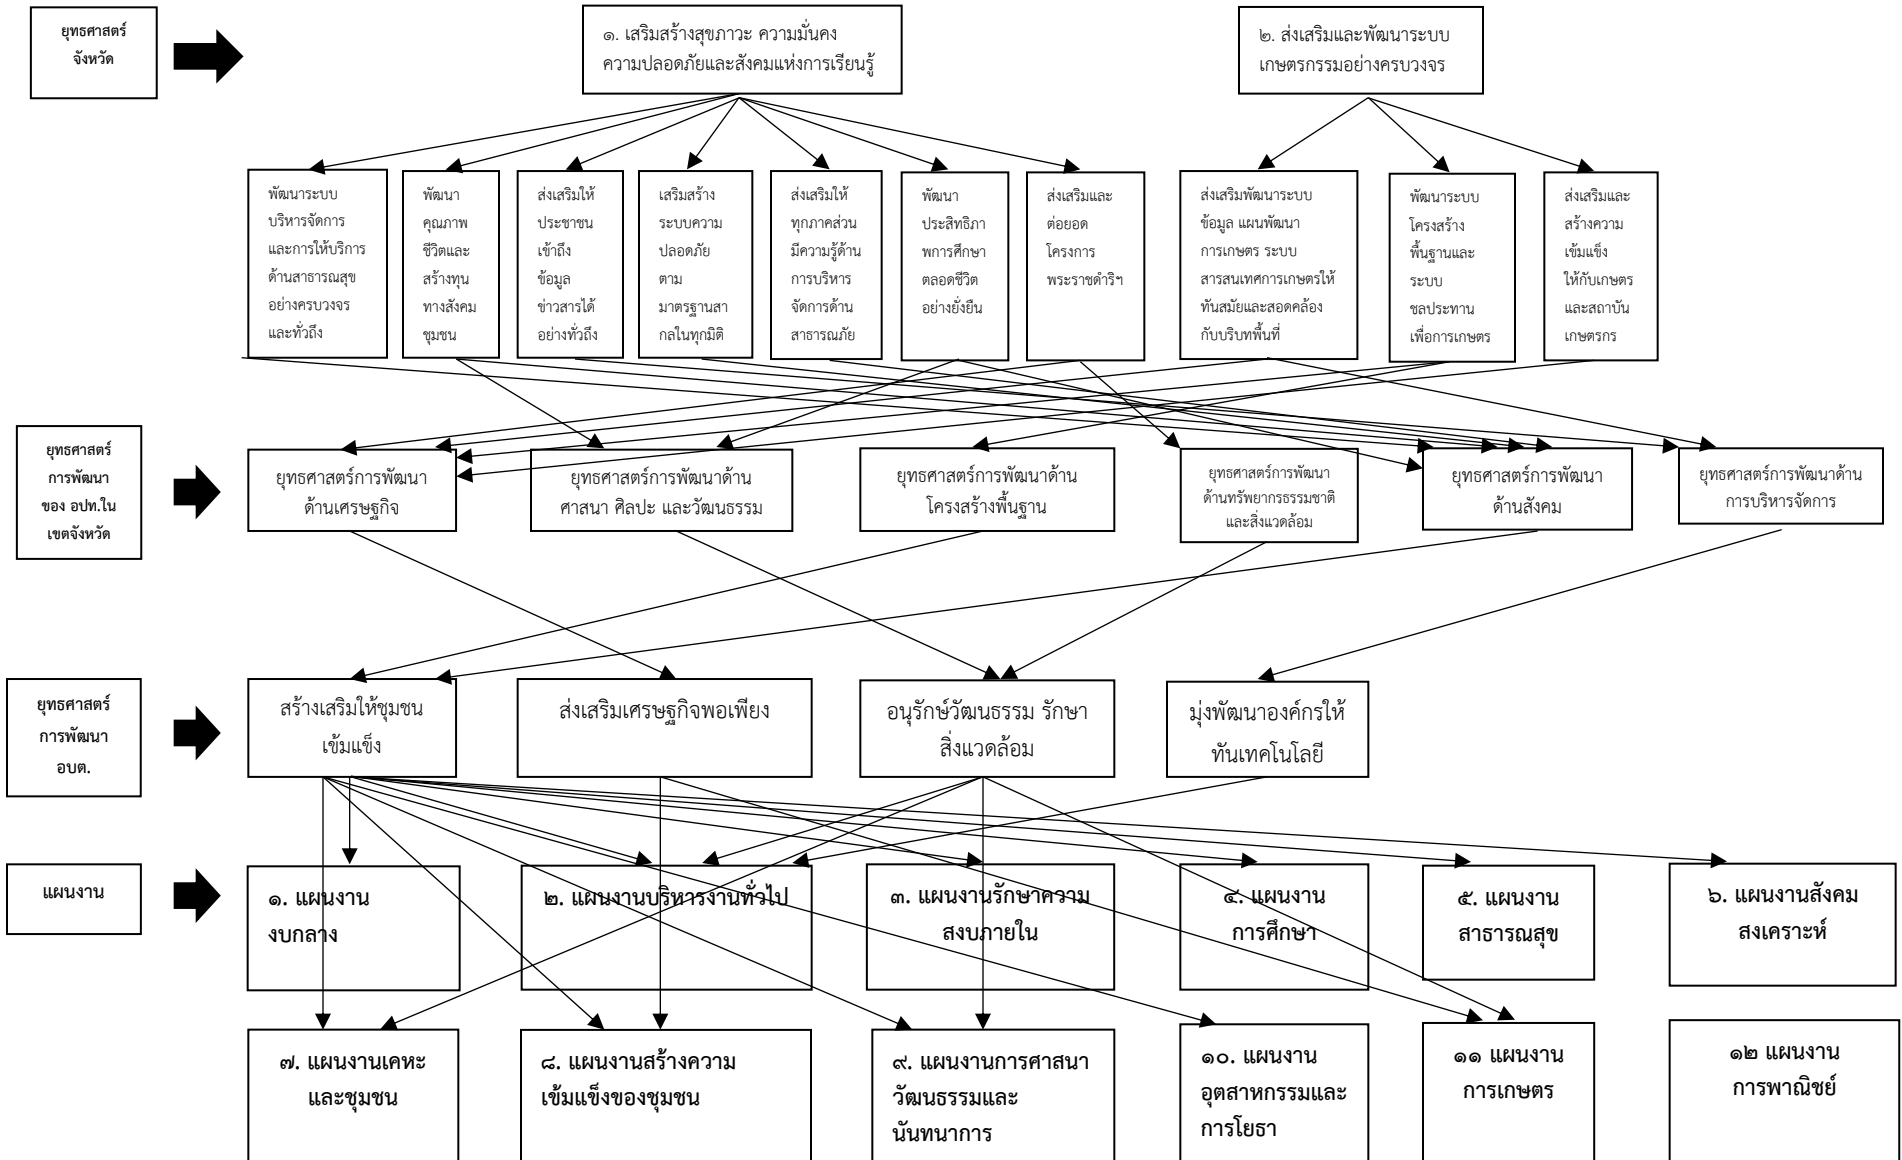 ยุทธศาสตร์
จังหวัด
๑. เสริมสร้างสุขภาวะ ความมั่นคง
ความปลอดภัยและสังคมแห่งการเรียนรู้
๒. ส่งเสริมและพัฒนาระบบ
เกษตรกรรมอย่างครบวงจร
พัฒนาระบบ
บริหารจัดการ
และการให้บริการ
ด้านสาธารณสุข
อย่างครบวงจร
และทั่วถึง
พัฒนา
คุณภาพ
ชีวิตและ
สร้างทุน
ทางสังคม
ชุมชน
ส่งเสริมให้
ประชาชน
เข้าถึง
ข้อมูล
ข่าวสารได้
อย่างทั่วถึง
เสริมสร้าง
ระบบความ
ปลอดภัย
ตาม
มาตรฐานสา
กลในทุกมิติ
ส่งเสริมให้
ทุกภาคส่วน
มีความรู้ด้าน
การบริหาร
จัดการด้าน
สาธารณภัย
พัฒนา
ประสิทธิภา
พการศึกษา
ตลอดชีวิต
อย่างยั่งยืน
ส่งเสริมและ
ต่อยอด
โครงการ
พระราชดำริฯ
ส่งเสริมพัฒนาระบบ
ข้อมูล แผนพัฒนา
การเกษตร ระบบ
สารสนเทศการเกษตรให้
ทันสมัยและสอดคล้อง
กับบริบทพื้นที่
พัฒนาระบบ
โครงสร้าง
พื้นฐานและ
ระบบ
ชลประทาน
เพื่อการเกษตร
ส่งเสริมและ
สร้างความ
เข้มแข็ง
ให้กับเกษตร
และสถาบัน
เกษตรกร
ยุทธศาสตร์
การพัฒนา
ของ อปท.ใน
เขตจังหวัด
ยุทธศาสตร์การพัฒนา
ด้านเศรษฐกิจ
ยุทธศาสตร์การพัฒนาด้าน
ศาสนา ศิลปะ และวัฒนธรรม
ยุทธศาสตร์การพัฒนาด้าน
โครงสร้างพื้นฐาน
ยุทธศาสตร์การพัฒนา
ด้านทรัพยากรธรรมชาติ
และสิ่งแวดล้อม
ยุทธศาสตร์การพัฒนา
ด้านสังคม
ยุทธศาสตร์การพัฒนาด้าน
การบริหารจัดการ
ยุทธศาสตร์
การพัฒนา
อบต.
สร้างเสริมให้ชุมชน
เข้มแข็ง
ส่งเสริมเศรษฐกิจพอเพียง
อนุรักษ์วัฒนธรรม รักษา
สิ่งแวดล้อม
มุ่งพัฒนาองค์กรให้
ทันเทคโนโลยี
แผนงาน
๑. แผนงาน
งบกลาง
๒. แผนงานบริหารงานทั่วไป
๓. แผนงานรักษาความ
สงบภายใน
๔. แผนงาน
การศึกษา
๕. แผนงาน
สาธารณสุข
๖. แผนงานสังคม
สงเคราะห์
๗. แผนงานเคหะ
และชุมชน
๘. แผนงานสร้างความ
เข้มแข็งของชุมชน
๙. แผนงานการศาสนา
วัฒนธรรมและ
นันทนาการ
๑๐. แผนงาน
อุตสาหกรรมและ
การโยธา
๑๑ แผนงาน
การเกษตร
๑๒ แผนงาน
การพาณิชย์